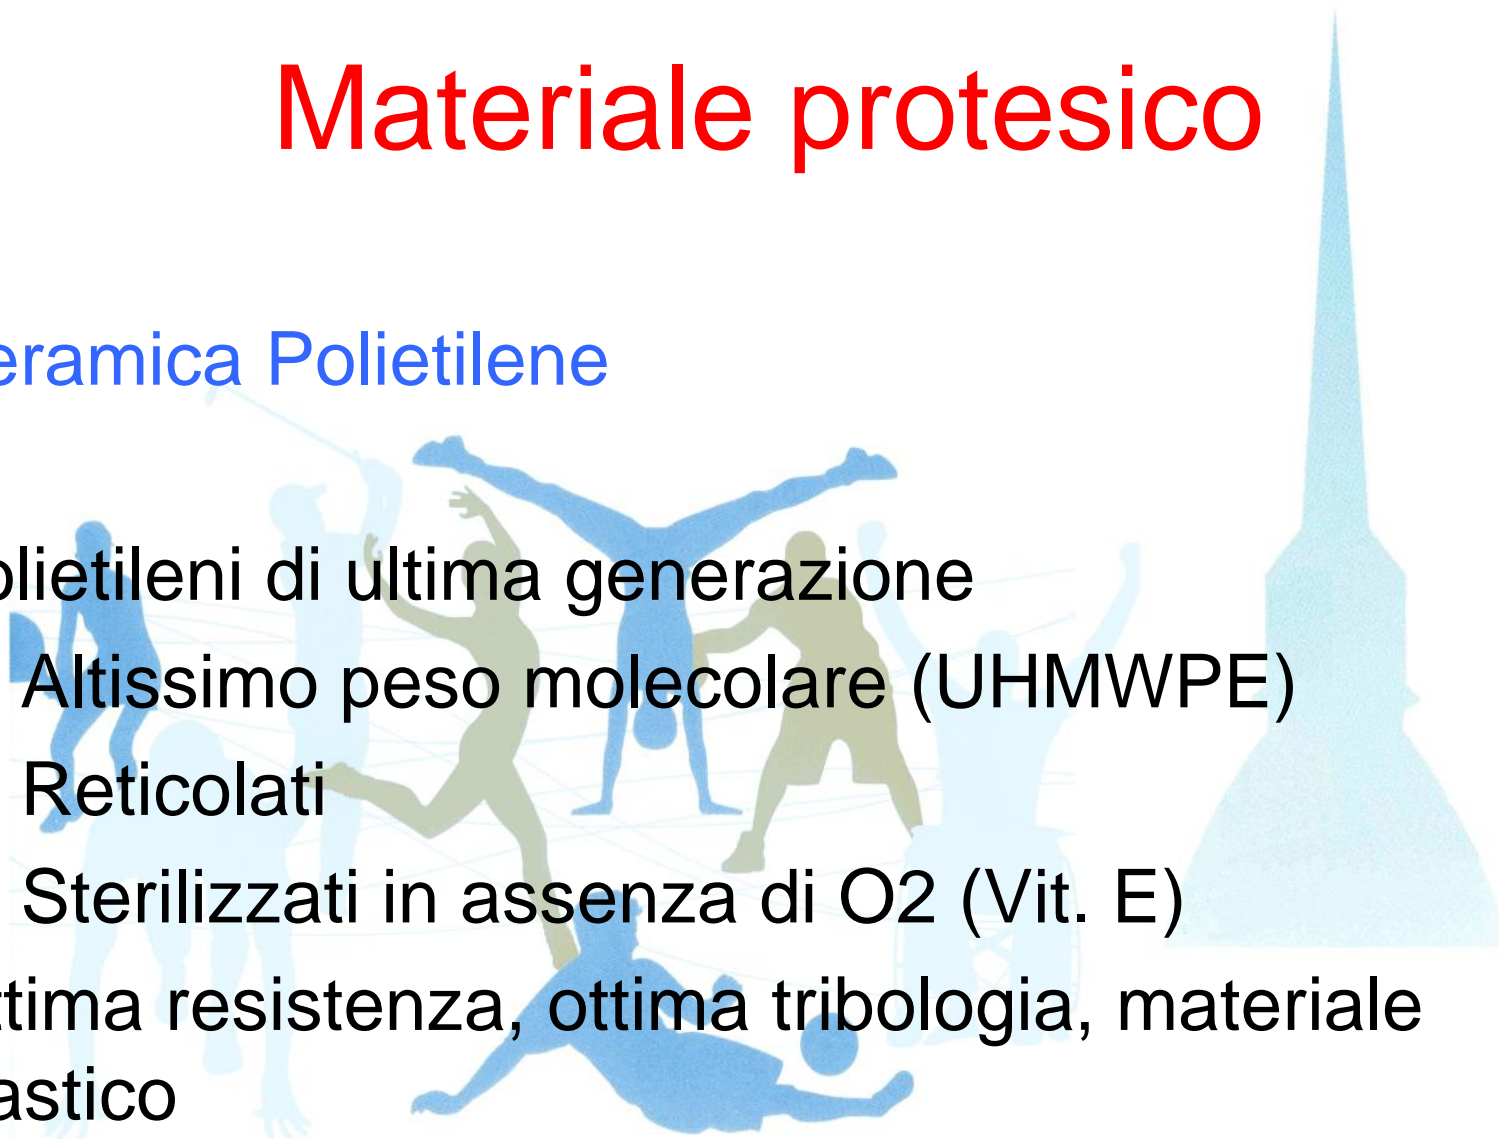 Materiale protesico
eramica Polietilene
olietileni di ultima generazione
Altissimo peso molecolare (UHMWPE)
Reticolati
Sterilizzati in assenza di O2 (Vit. E)
ttima resistenza, ottima tribologia, materiale
astico